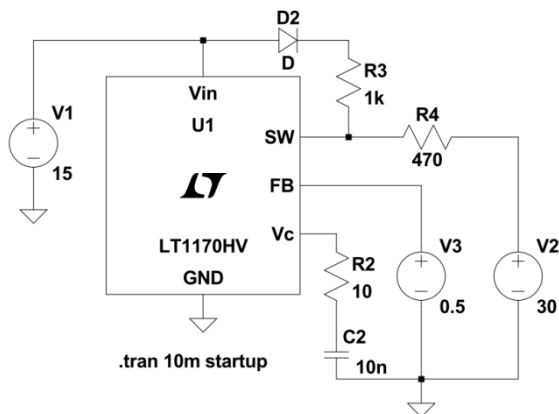 D2
D
R3
1k
Vin
U1
V1
15
SW
R4
470
FB
LT1170HV
Vc
GND
R2
10
V3
0.5
V2
30
C2
10n
.tran 10m startup